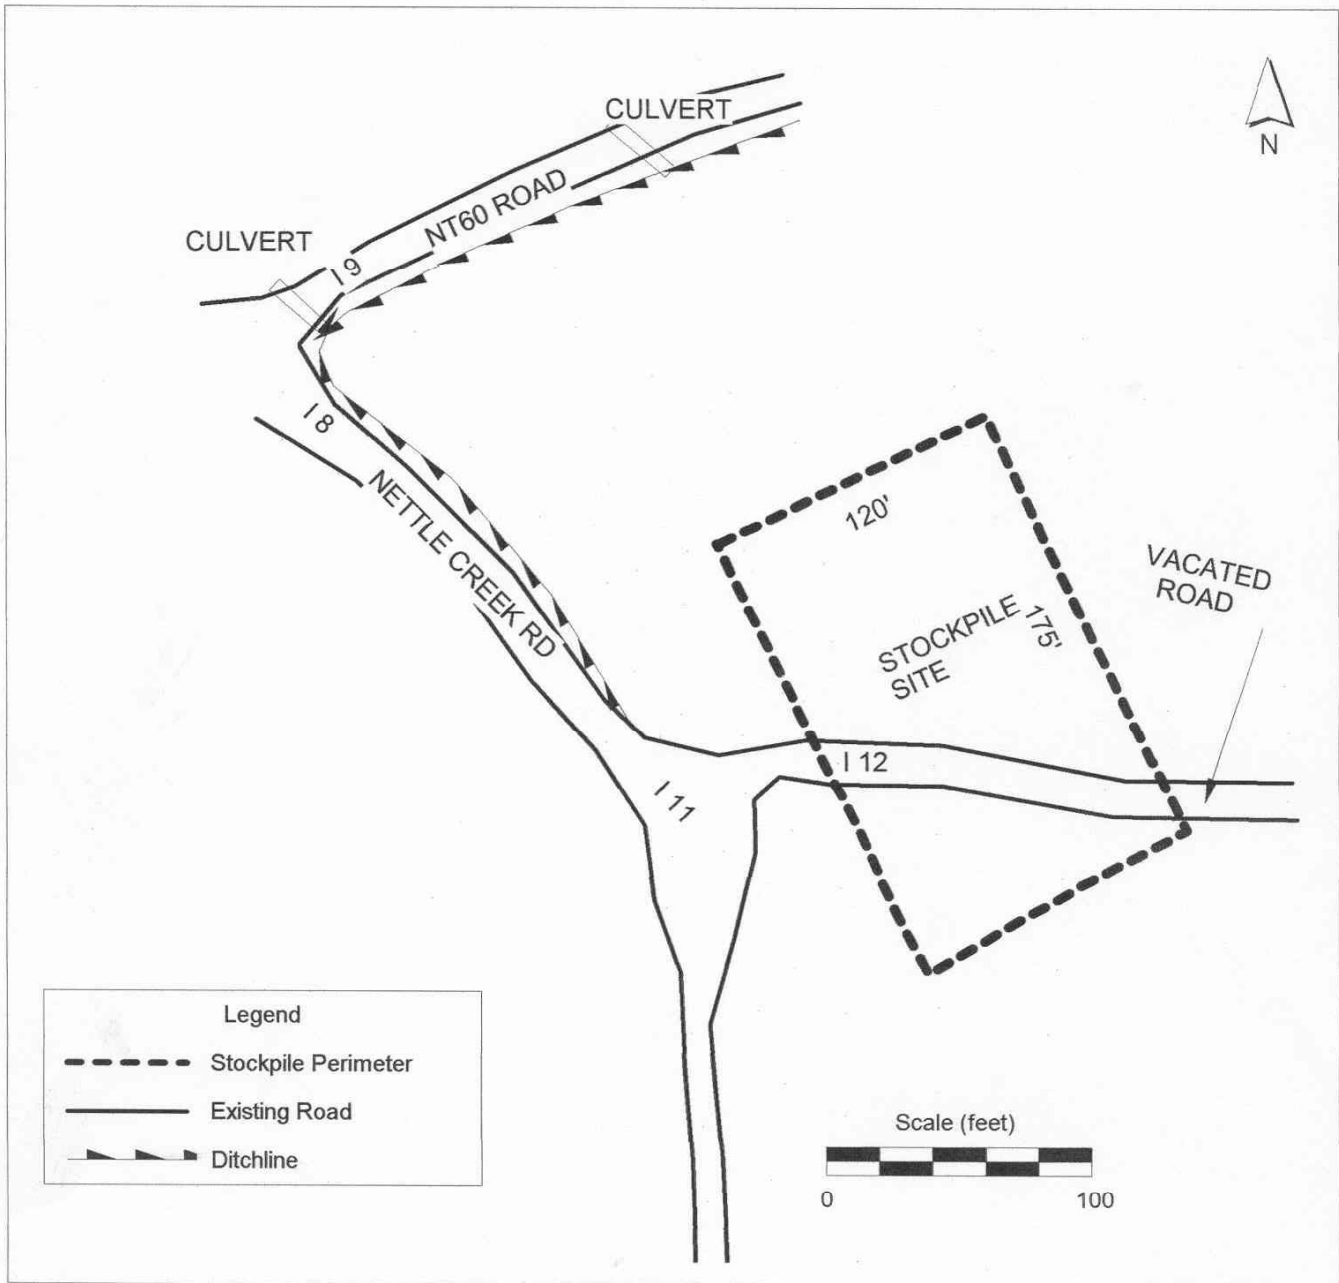 CULVERT
N
NT60 ROAD
CULVERT
I 9
I 8
NETTLE CREEK RD
120'
VACATED
ROAD
STOCKPILE
SITE
175'
I 12
I 11
Legend
Stockpile Perimeter
Existing Road
Ditchline
Scale (feet)
0
100